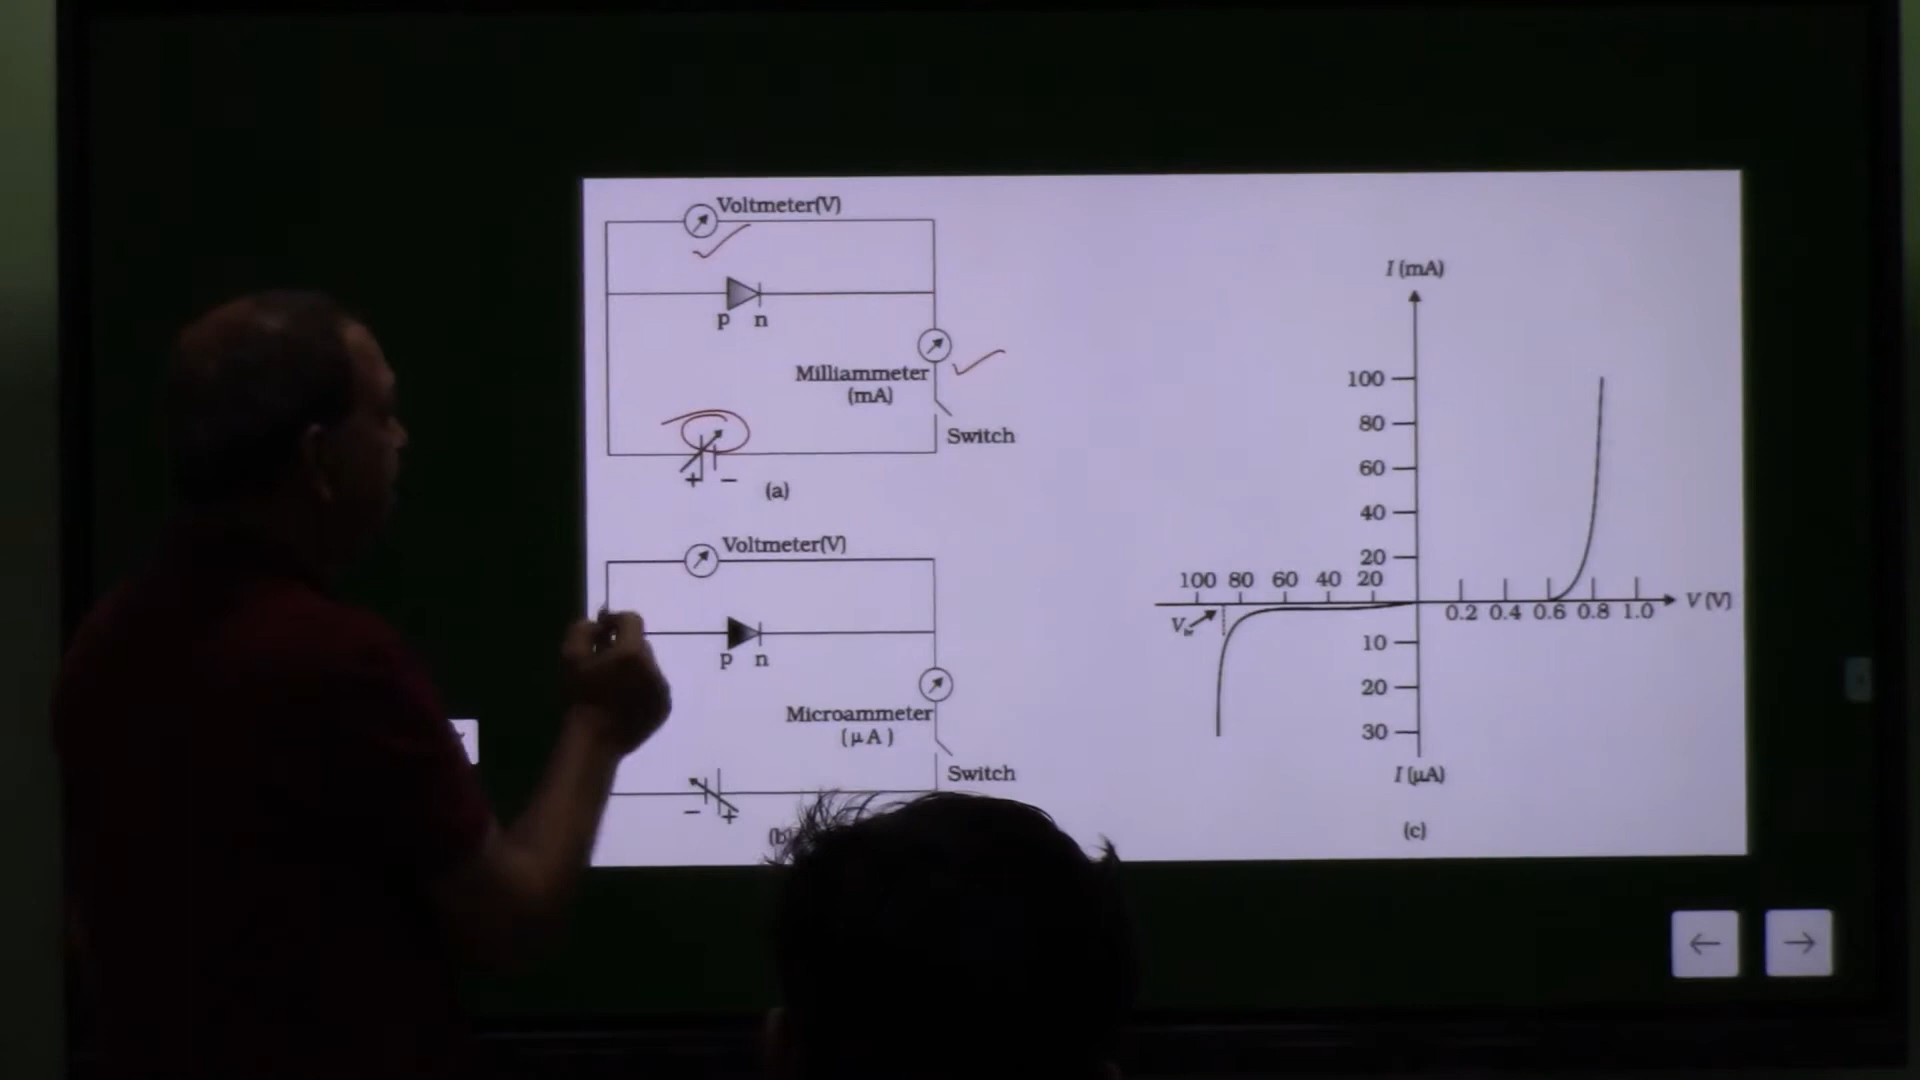 Voltmeter(V)
p n
Milliammeter
(mA)
Switch
+ −
(a)
Voltmeter(V)
p n
Microammeter
(μA)
Switch
− +
(b
I (mA)
100
80
60
40
20
100 80 60 40 20
0.2 0.4 0.6 0.8 1.0
V (V)
Vbr
10
20
30
I (μA)
(c)
← →